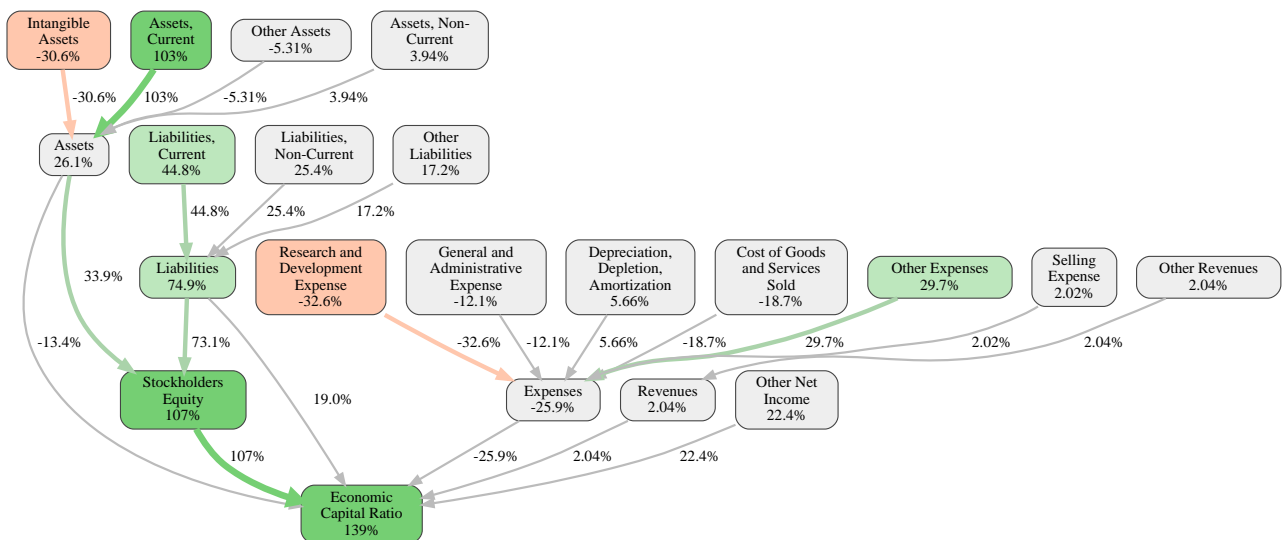 Intangible
Assets
-30.6%
Assets,
Current
103%
Other Assets
-5.31%
Assets, Non-
Current
3.94%
-30.6%
103%
-5.31%
3.94%
Assets
26.1%
Liabilities,
Current
44.8%
Liabilities,
Non-Current
25.4%
Other
Liabilities
17.2%
44.8%
25.4%
17.2%
Liabilities
74.9%
Research and
Development
Expense
-32.6%
General and
Administrative
Expense
-12.1%
Depreciation,
Depletion,
Amortization
5.66%
Cost of Goods
and Services
Sold
-18.7%
Other Expenses
29.7%
Selling
Expense
2.02%
Other Revenues
2.04%
33.9%
-13.4%
73.1%
19.0%
-32.6%
-12.1%
5.66%
-18.7%
29.7%
2.02%
2.04%
Stockholders
Equity
107%
Expenses
-25.9%
Revenues
2.04%
Other Net
Income
22.4%
107%
-25.9%
2.04%
22.4%
Economic
Capital Ratio
139%